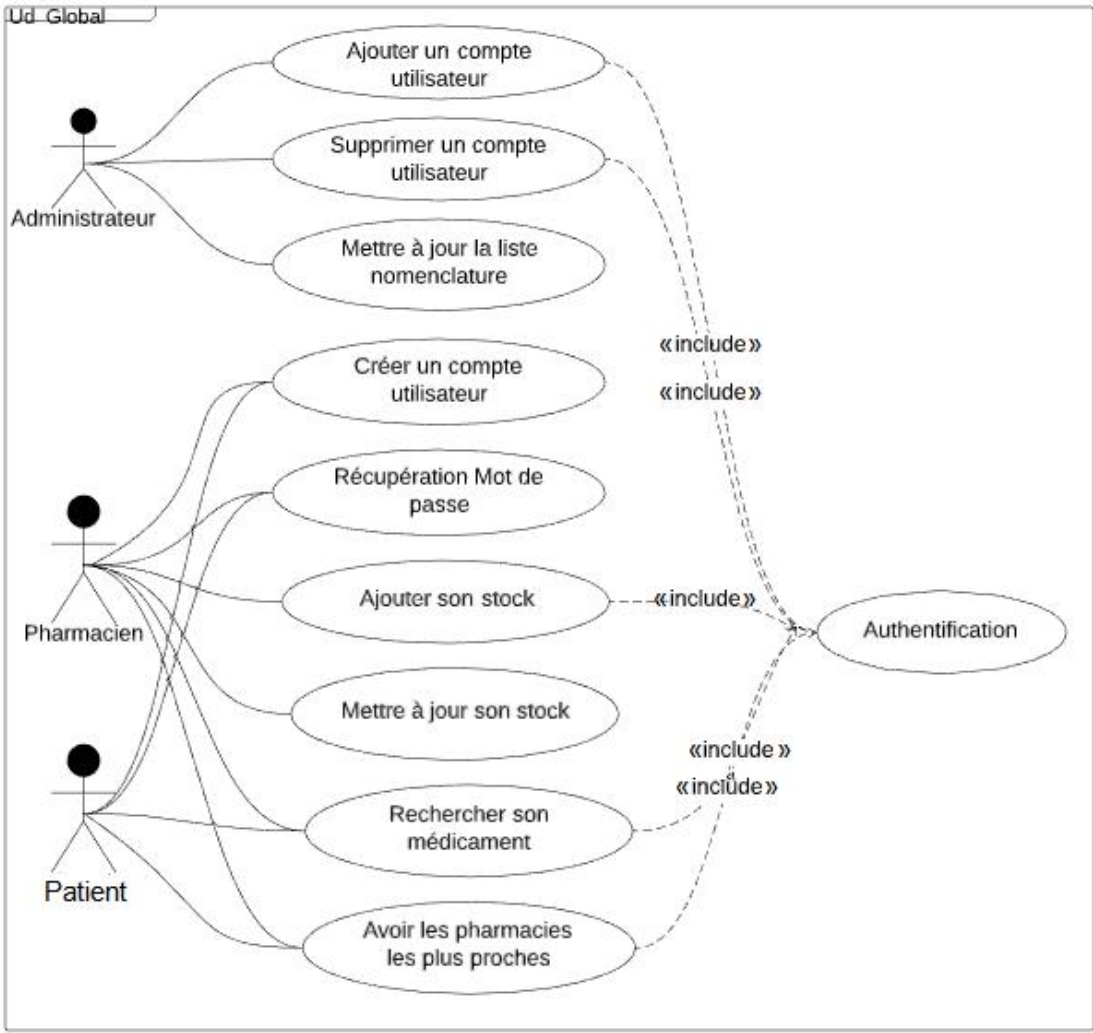 Ud Global
Ajouter un compte
utilisateur
Supprimer un compte
utilisateur
Administrateur
Mettre à jour la liste
nomenclature
«include»
Créer un compte
utilisateur
«include»
Récupération Mot de
passe
Ajouter son stock
«include»
Pharmacien
Authentification
Mettre à jour son stock
«include »
«include»
Rechercher son
médicament
Patient
Avoir les pharmacies
les plus proches